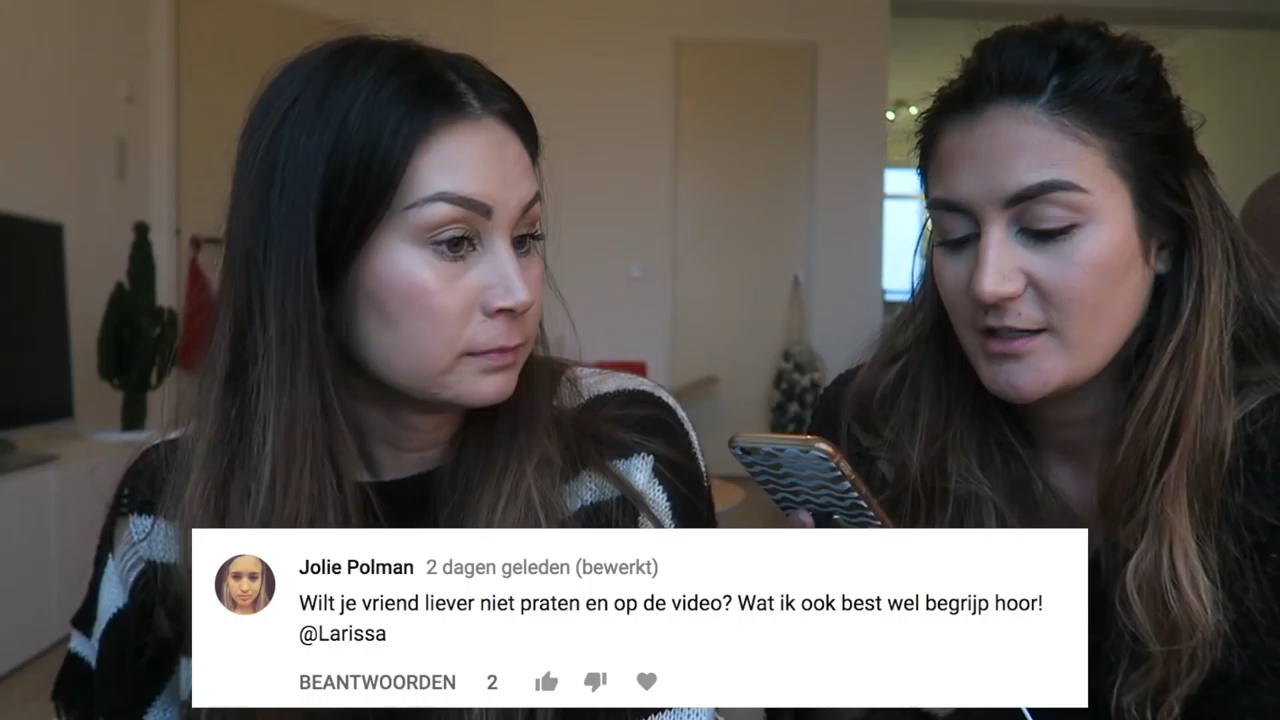 Jolie Polman 2 dagen geleden (bewerkt)
Wilt je vriend liever niet praten en op de video? Wat ik ook best wel begrijp hoor!
@Larissa
BEANTWOORDEN 2